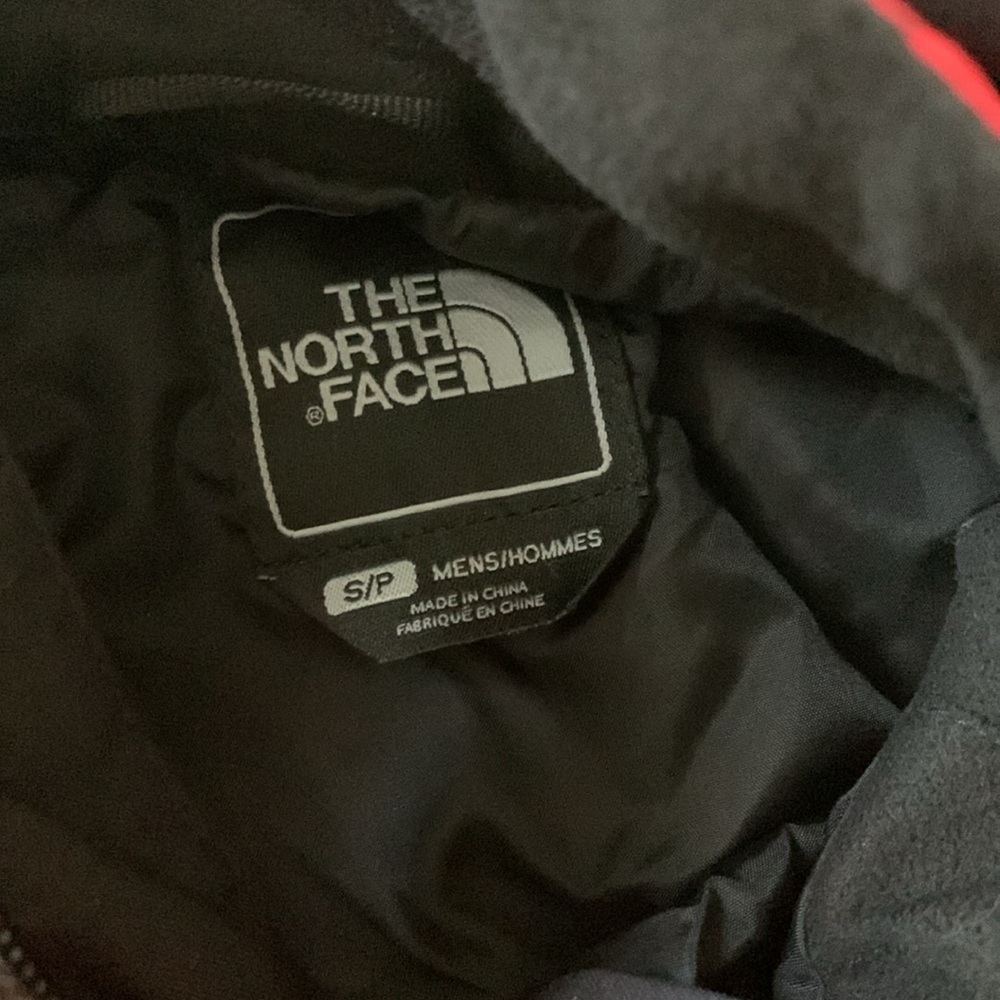 THE
NORTH
®FACE
S/P MENS/HOMMES
MADE IN CHINA
FABRIQUÉ EN CHINE